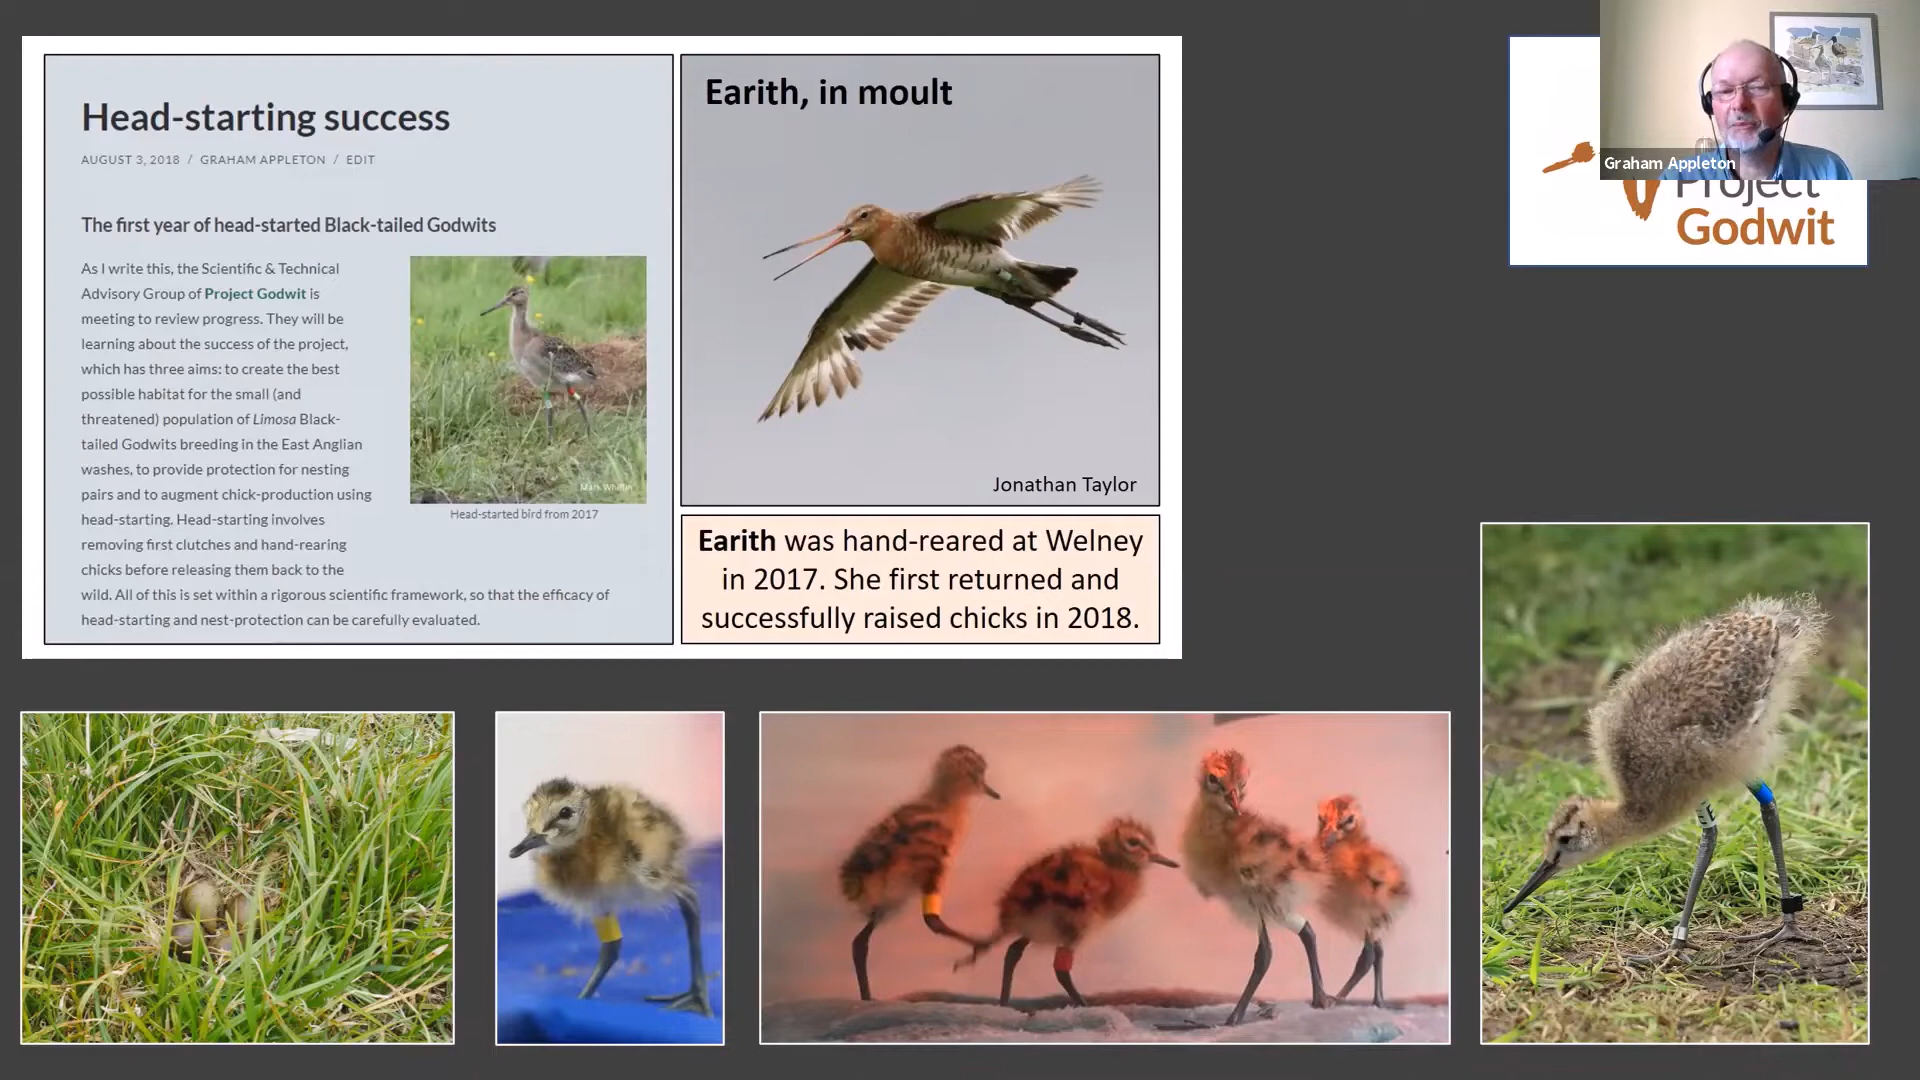 Head-starting success
AUGUST 3, 2018 / GRAHAM APPLETON / EDIT
The first year of head-started Black-tailed Godwits
As I write this, the Scientific & Technical
Advisory Group of Project Godwit is
meeting to review progress. They will be
learning about the success of the project,
which has three aims: to create the best
possible habitat for the small (and
threatened) population of Limosa Black-
tailed Godwits breeding in the East Anglian
washes, to provide protection for nesting
pairs and to augment chick-production using
head-starting. Head-starting involves
removing first clutches and hand-rearing
chicks before releasing them back to the
wild. All of this is set within a rigorous scientific framework, so that the efficacy of
head-starting and nest-protection can be carefully evaluated.
Mark Whiffin
Head-started bird from 2017
Earith, in moult
Jonathan Taylor
Earith was hand-reared at Welney
in 2017. She first returned and
successfully raised chicks in 2018.
Graham Appleton
Project
Godwit